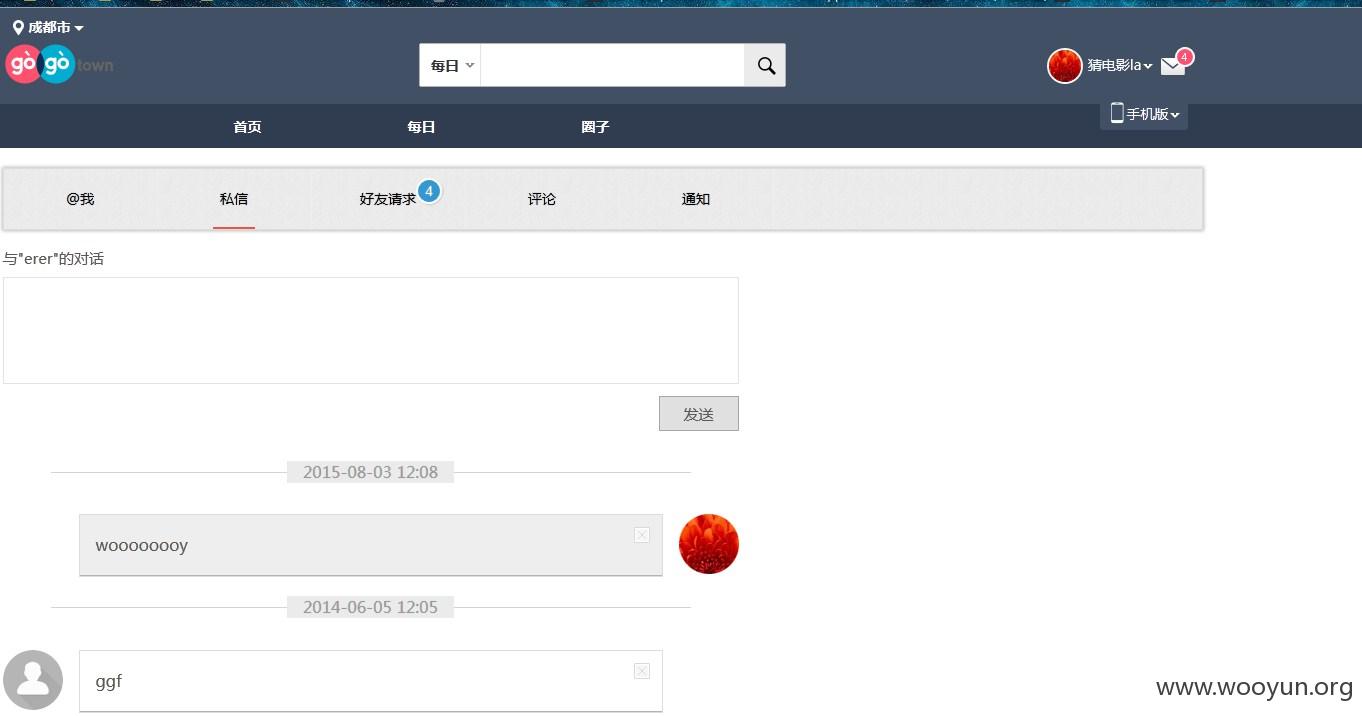 成都市
gò gò town
每日
猜电影la
4
首页
每日
圈子
手机版
@我
私信
好友请求
4
评论
通知
与"erer"的对话
发送
2015-08-03 12:08
woooooooy
2014-06-05 12:05
ggf
www.wooyun.org